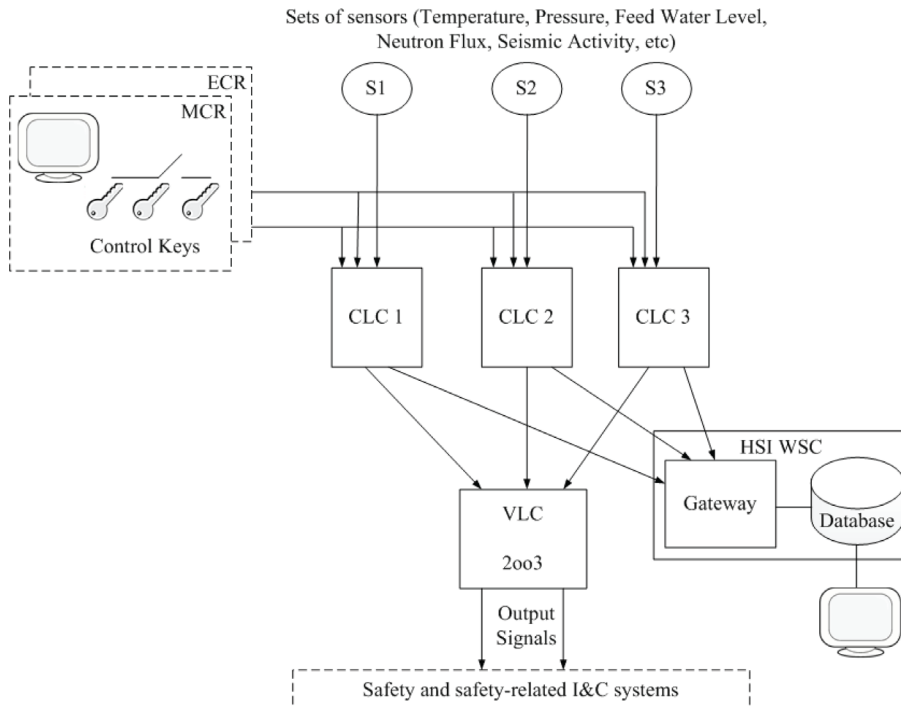 Sets of sensors (Temperature, Pressure, Feed Water Level,
Neutron Flux, Seismic Activity, etc)
ECR
MCR
S1
S2
S3
Control Keys
CLC 1
CLC 2
CLC 3
HSI WSC
Gateway
Database
VLC
2oo3
Output
Signals
Safety and safety-related I&C systems